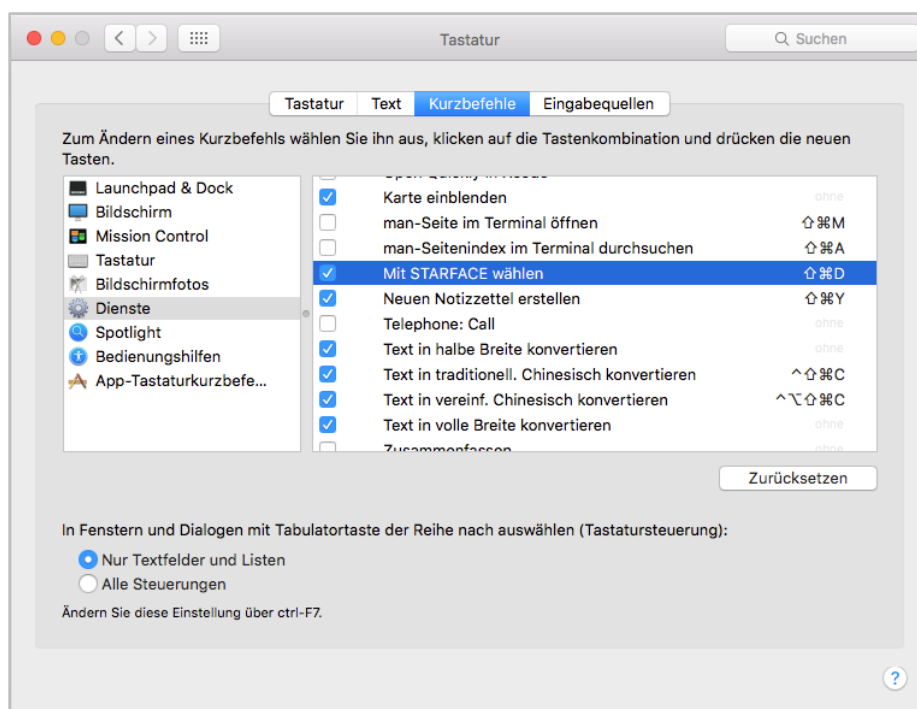 Tastatur
Suchen
Tastatur Text Kurzbefehle Eingabequellen
Zum Ändern eines Kurzbefehls wählen Sie ihn aus, klicken auf die Tastenkombination und drücken die neuen
Tasten.
Launchpad & Dock
Bildschirm
Mission Control
Tastatur
Bildschirmfotos
Dienste
Spotlight
Bedienungshilfen
App-Tastaturkurzbefe...
Karte einblenden ohne
man-Seite im Terminal öffnen ⇧⌘M
man-Seitenindex im Terminal durchsuchen ⇧⌘A
Mit STARFACE wählen ⇧⌘D
Neuen Notizzettel erstellen ⇧⌘Y
Telephone: Call ohne
Text in halbe Breite konvertieren ohne
Text in traditionell. Chinesisch konvertieren ^⇧⌘C
Text in vereinf. Chinesisch konvertieren ^⌥⇧⌘C
Text in volle Breite konvertieren ohne
Zusammenfassen ohne
Zurücksetzen
In Fenstern und Dialogen mit Tabulatortaste der Reihe nach auswählen (Tastatursteuerung):
Nur Textfelder und Listen
Alle Steuerungen
Ändern Sie diese Einstellung über ctrl-F7.
?